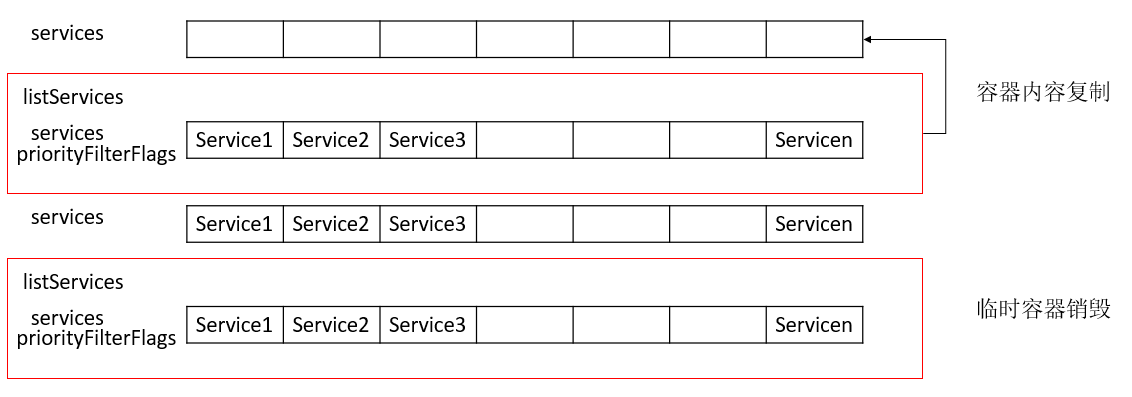 services
listServices
容器内容复制
services
priorityFilterFlags
Service1 Service2 Service3 Servicen
services
Service1 Service2 Service3 Servicen
listServices
临时容器销毁
services
priorityFilterFlags
Service1 Service2 Service3 Servicen